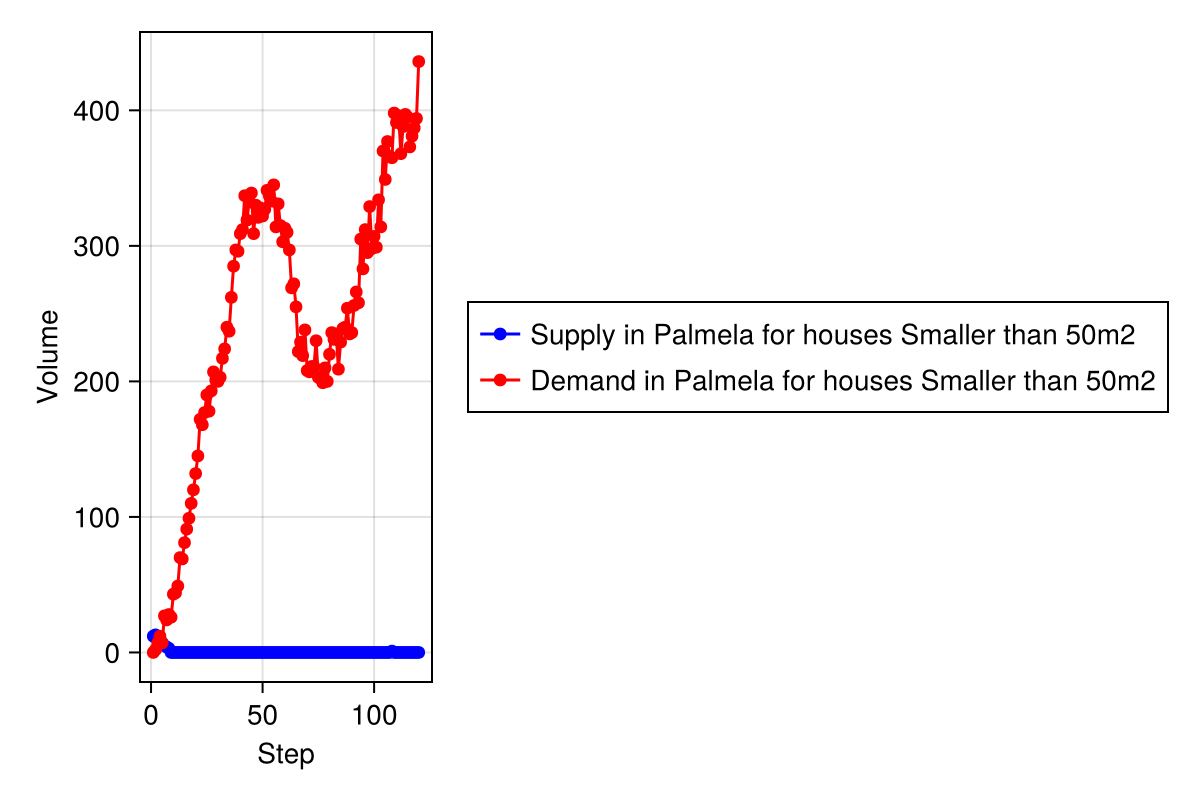 400
300
200
100
0
Volume
0 50 100
Step
Supply in Palmela for houses Smaller than 50m2
Demand in Palmela for houses Smaller than 50m2